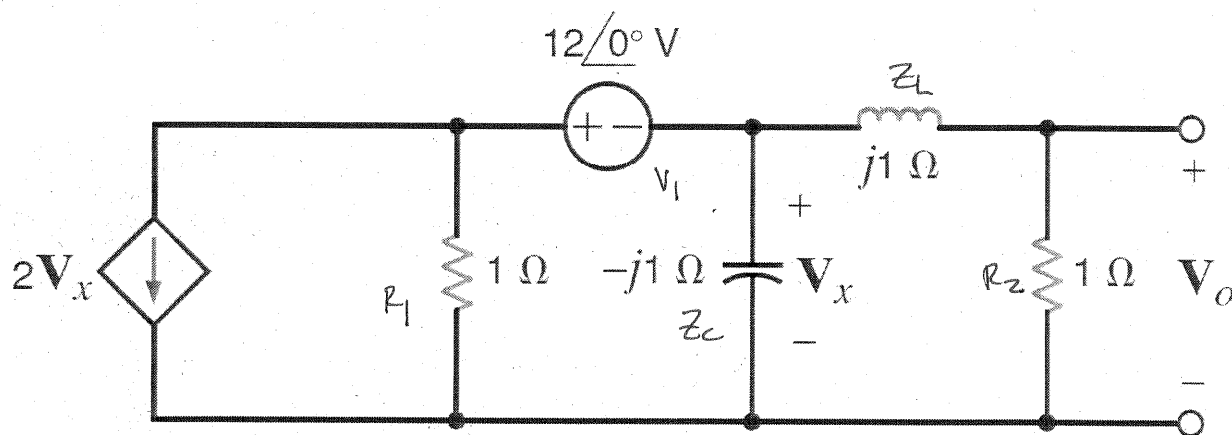 12/0° V
Z_L
+ −
V_1
j1 Ω
+
+
2V_x
R_1
1 Ω
−j1 Ω
V_x
R_2
1 Ω
V_o
Z_C
−
−